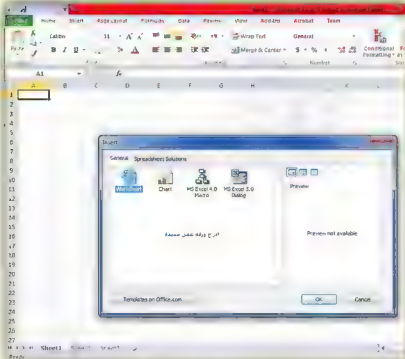 Home Insert Page Layout Formulas Data Review View Add-Ins Acrobat Team
Calibri 11 A A Wrap Text General
B I U A Merge & Center $ % Conditional
Formatting
Number
A1 fx
A B C D E F G H K
1
2
3
4
5
6
7
8
9
10
11
12
13
14
15
16
17
18
19
20
21
22
23
24
25
26
27
Insert
General Spreadsheet Solutions
Worksheet Chart MS Excel 4.0 Macro MS Excel 5.0 Dialog
Preview
Preview not available
ادراج ورقة عمل جديدة
Templates on Office.com
OK Cancel
Sheet1
Ready